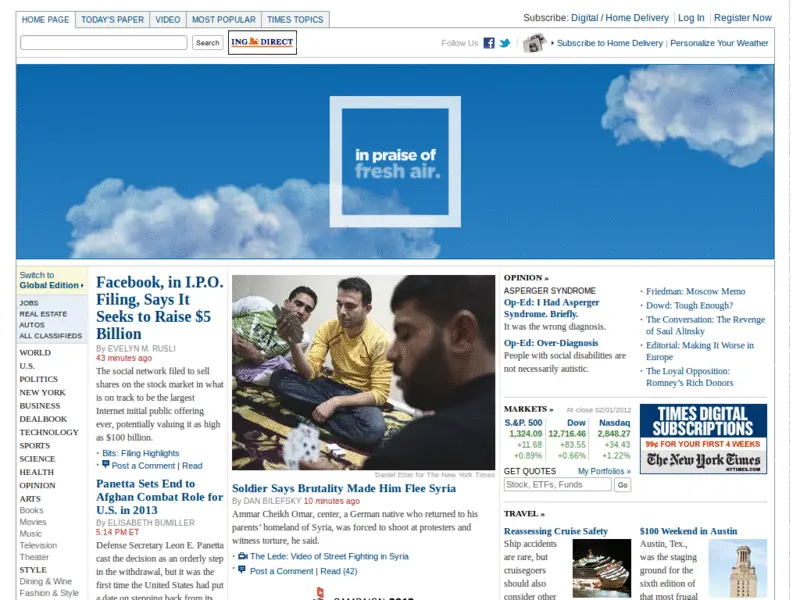 HOME PAGE TODAY'S PAPER VIDEO MOST POPULAR TIMES TOPICS
Subscribe: Digital / Home Delivery Log In Register Now
Search ING DIRECT
Follow Us Subscribe to Home Delivery | Personalize Your Weather
in praise of
fresh air.
Switch to
Global Edition
JOBS
REAL ESTATE
AUTOS
ALL CLASSIFIEDS
WORLD
U.S.
POLITICS
NEW YORK
BUSINESS
DEALBOOK
TECHNOLOGY
SPORTS
SCIENCE
HEALTH
OPINION
ARTS
Books
Movies
Music
Television
Theater
STYLE
Dining & Wine
Fashion & Style
Facebook, in I.P.O.
Filing, Says It
Seeks to Raise $5
Billion
By EVELYN M. RUSLI
43 minutes ago
The social network filed to sell
shares on the stock market in what
is on track to be the largest
Internet initial public offering
ever, potentially valuing it as high
as $100 billion.
· Bits: Filing Highlights
· Post a Comment | Read
Panetta Sets End to
Afghan Combat Role for
U.S. in 2013
By ELISABETH BUMILLER
5:14 PM ET
Defense Secretary Leon E. Panetta
cast the decision as an orderly step
in the withdrawal, but it was the
first time the United States had put
a date on stepping back from its
Daniel Etter for The New York Times
Soldier Says Brutality Made Him Flee Syria
By DAN BILEFSKY 10 minutes ago
Ammar Cheikh Omar, center, a German native who returned to his
parents' homeland of Syria, was forced to shoot at protesters and
witness torture, he said.
· The Lede: Video of Street Fighting in Syria
· Post a Comment | Read (42)
CAMPAIGN 2012
OPINION »
ASPERGER SYNDROME
Op-Ed: I Had Asperger
Syndrome. Briefly.
It was the wrong diagnosis.
Op-Ed: Over-Diagnosis
People with social disabilities are
not necessarily autistic.
· Friedman: Moscow Memo
· Dowd: Tough Enough?
· The Conversation: The Revenge
of Saul Alinsky
· Editorial: Making It Worse in
Europe
· The Loyal Opposition:
Romney's Rich Donors
MARKETS » At close 02/01/2012
S.&P. 500 Dow Nasdaq
1,324.09 12,716.46 2,848.27
+11.68 +83.55 +34.43
+0.89% +0.66% +1.22%
GET QUOTES My Portfolios »
Stock, ETFs, Funds Go
TIMES DIGITAL
SUBSCRIPTIONS
99¢ FOR YOUR FIRST 4 WEEKS
The New York Times
NYTIMES.COM
TRAVEL »
Reassessing Cruise Safety
Ship accidents
are rare, but
cruisegoers
should also
consider other
$100 Weekend in Austin
Austin, Tex.,
was the staging
ground for the
sixth edition of
that most frugal